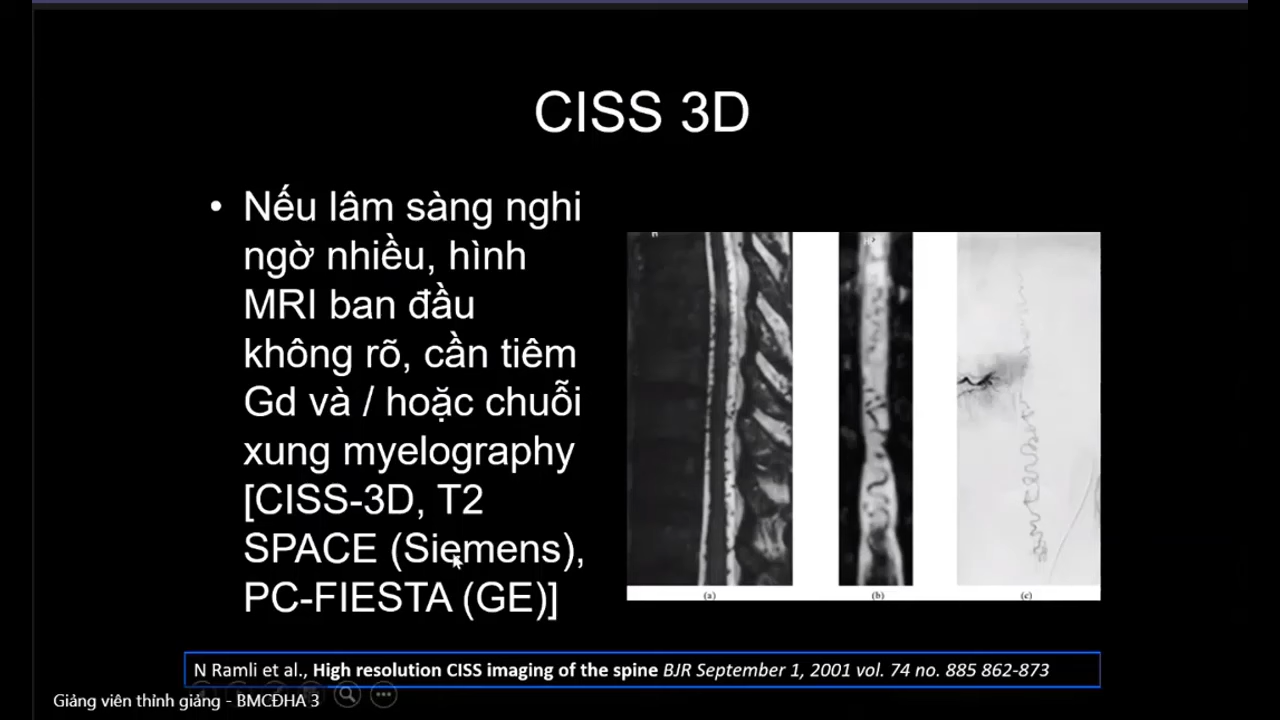 CISS 3D
• Nếu lâm sàng nghi
ngờ nhiều, hình
MRI ban đầu
không rõ, cần tiêm
Gd và / hoặc chuỗi
xung myelography
[CISS-3D, T2
SPACE (Siemens),
PC-FIESTA (GE)]
(a) (b) (c)
N Ramli et al., High resolution CISS imaging of the spine BJR September 1, 2001 vol. 74 no. 885 862-873
Giảng viên thỉnh giảng - BMCĐHA 3